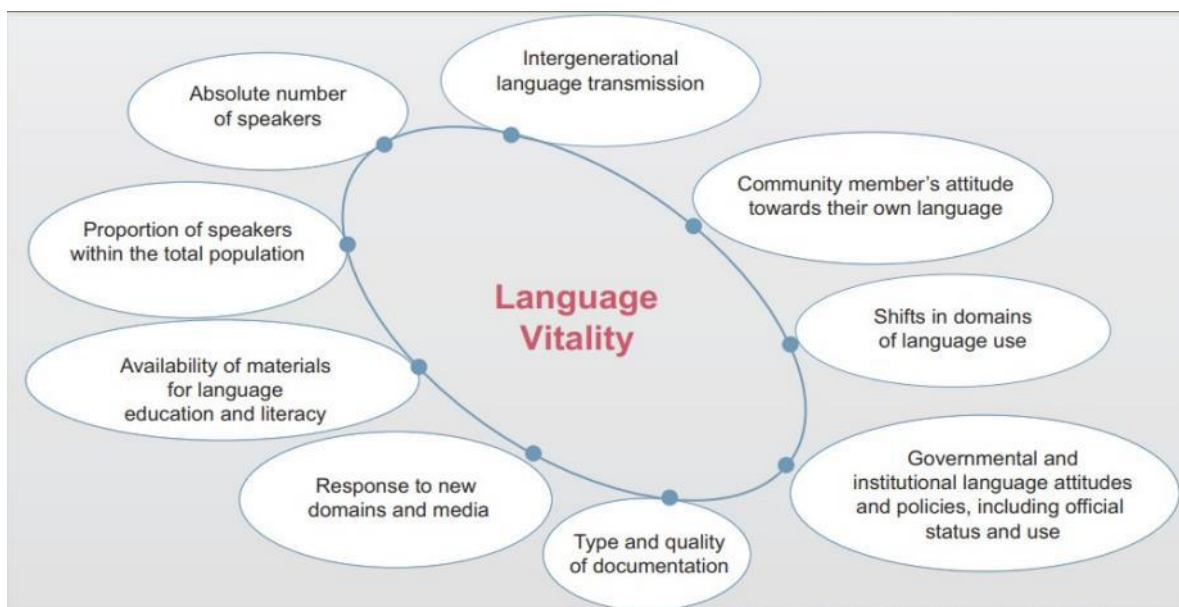 Intergenerational
language transmission
Absolute number
of speakers
Community member's attitude
towards their own language
Proportion of speakers
within the total population
Language
Vitality
Shifts in domains
of language use
Availability of materials
for language
education and literacy
Governmental and
institutional language attitudes
and policies, including official
status and use
Response to new
domains and media
Type and quality
of documentation